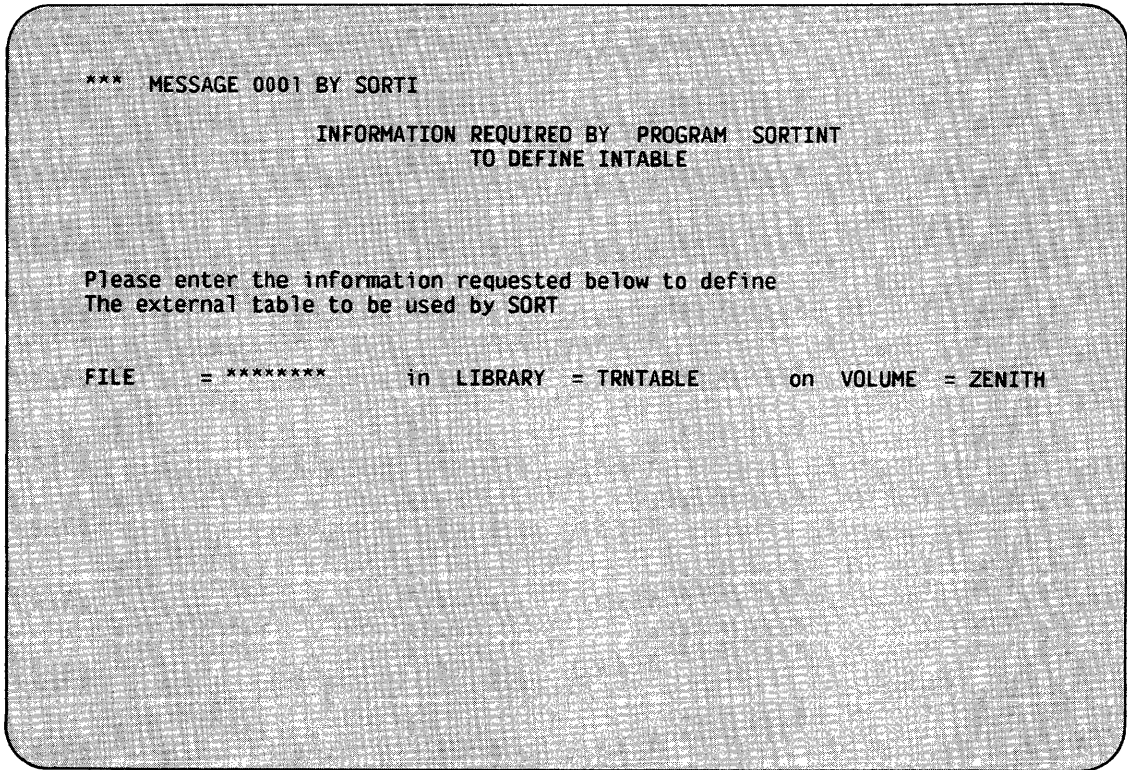 *** MESSAGE 0001 BY SORTI
INFORMATION REQUIRED BY PROGRAM SORTINT
TO DEFINE INTABLE
Please enter the information requested below to define
The external table to be used by SORT
FILE = ******** in LIBRARY = TRNTABLE on VOLUME = ZENITH